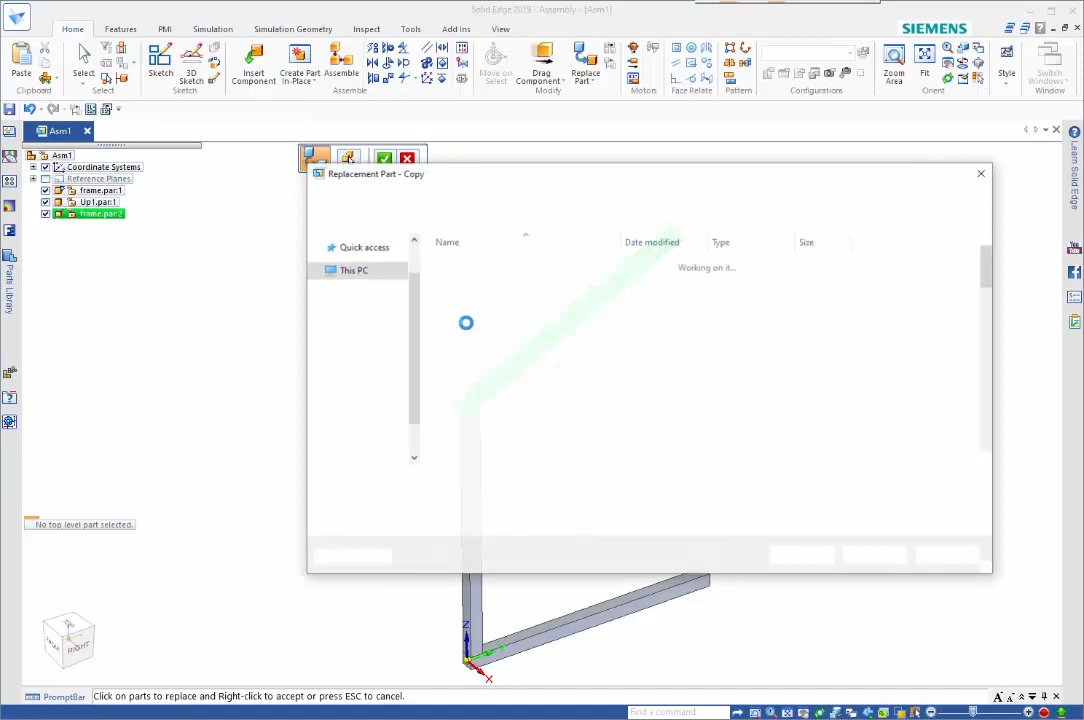 Solid Edge 2019 - Assembly - [Asm1]
Home Features PMI Simulation Simulation Geometry Inspect Tools Add Ins View
SIEMENS
Paste
Select
Sketch
3D Sketch
Insert Component
Create Part In-Place
Assemble
Move on Select
Drag Component
Replace Part
Zoom Area
Fit
Style
Switch Windows
Clipboard Select Sketch Assemble Modify Motors Face Relate Pattern Configurations Orient Window
Asm1
Asm1
Coordinate Systems
Reference Planes
frame.par:1
Up1.par:1
frame.par:2
Parts Library
Learn Solid Edge
You Tube
Replacement Part - Copy
Name Date modified Type Size
Quick access
This PC
Working on it...
No top level part selected.
TOP
FRONT
RIGHT
Z
Y
X
PromptBar Click on parts to replace and Right-click to accept or press ESC to cancel.
Find a command